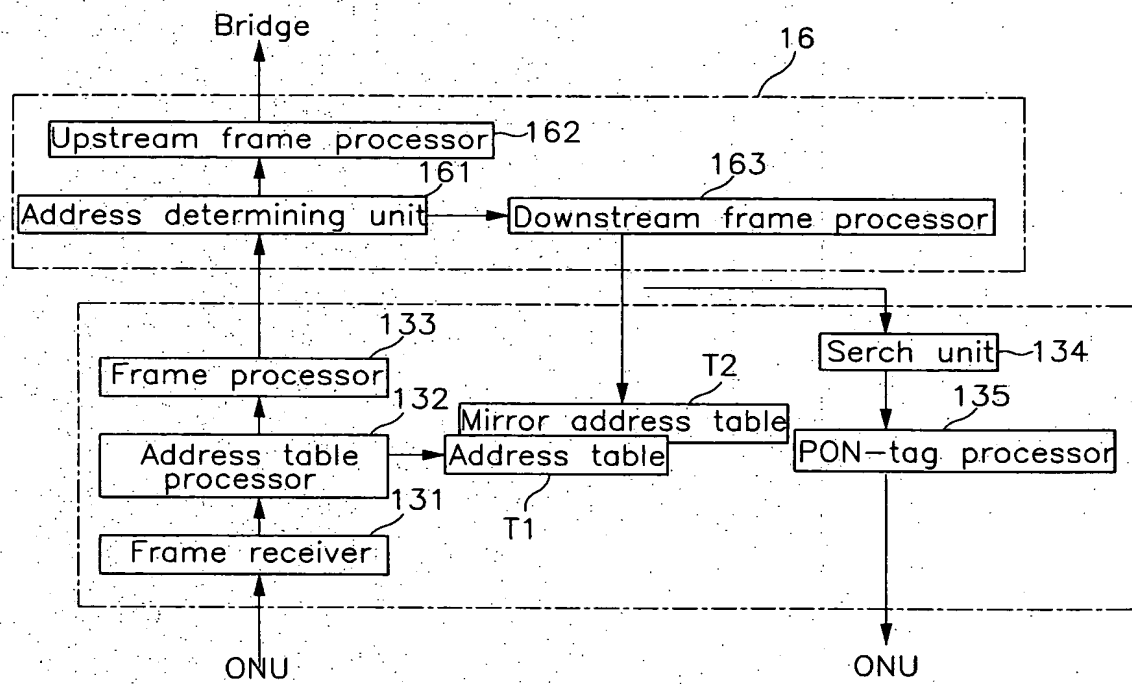 Bridge
16
Upstream frame processor
162
161
163
Address determining unit
Downstream frame processor
133
Serch unit
134
Frame processor
132
T2
135
Mirror address table
Address table
processor
Address table
PON-tag processor
131
T1
Frame receiver
ONU
ONU